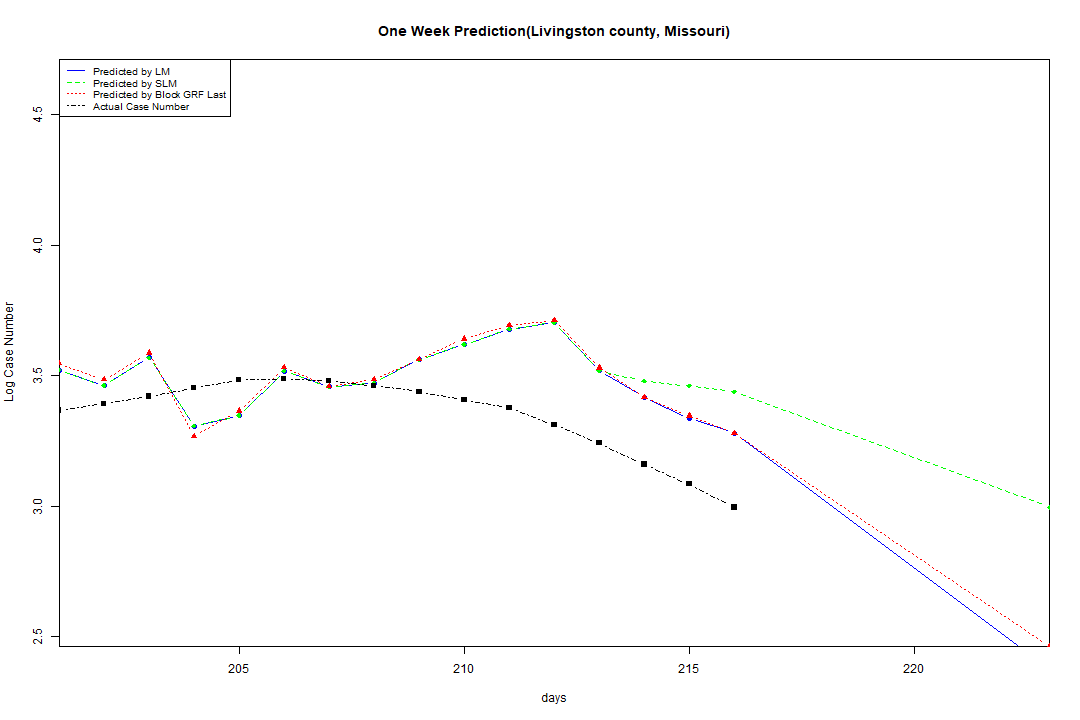 One Week Prediction(Livingston county, Missouri)
Predicted by LM
Predicted by SLM
Predicted by Block GRF Last
Actual Case Number
4.5
4.0
3.5
3.0
2.5
Log Case Number
205 210 215 220
days